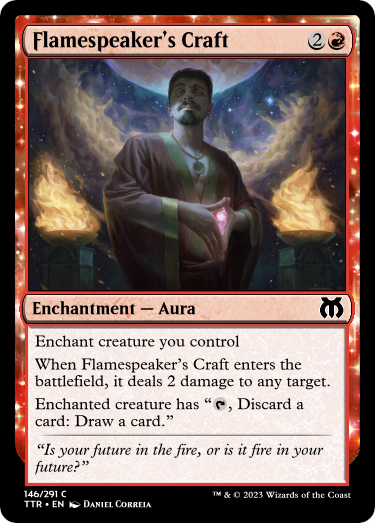 Flamespeaker's Craft 2
Enchantment — Aura
Enchant creature you control
When Flamespeaker's Craft enters the
battlefield, it deals 2 damage to any target.
Enchanted creature has “, Discard a
card: Draw a card.”
“Is your future in the fire, or is it fire in your
future?”
146/291 C
TTR • EN Daniel Correia
™ & © 2023 Wizards of the Coast